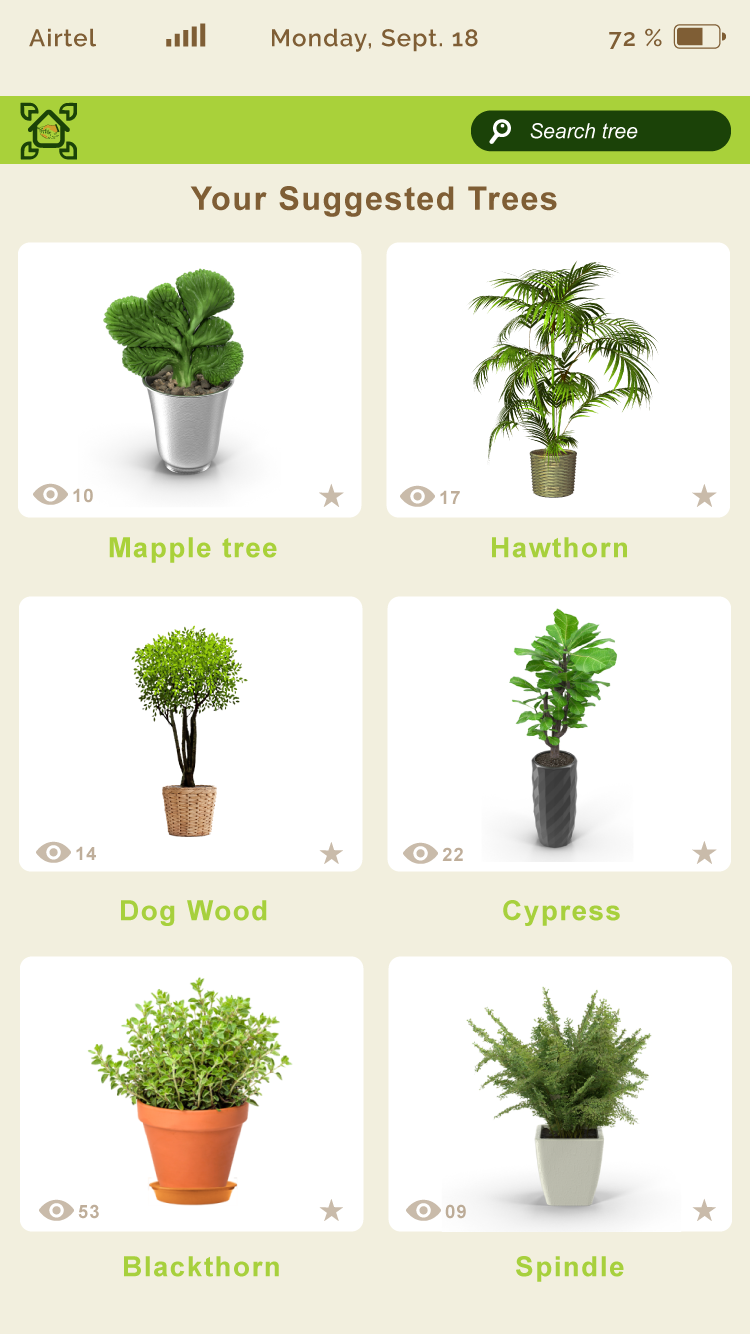 Airtel Monday, Sept. 18 72 %
Search tree
Your Suggested Trees
10 17
Mapple tree Hawthorn
14 22
Dog Wood Cypress
53 09
Blackthorn Spindle